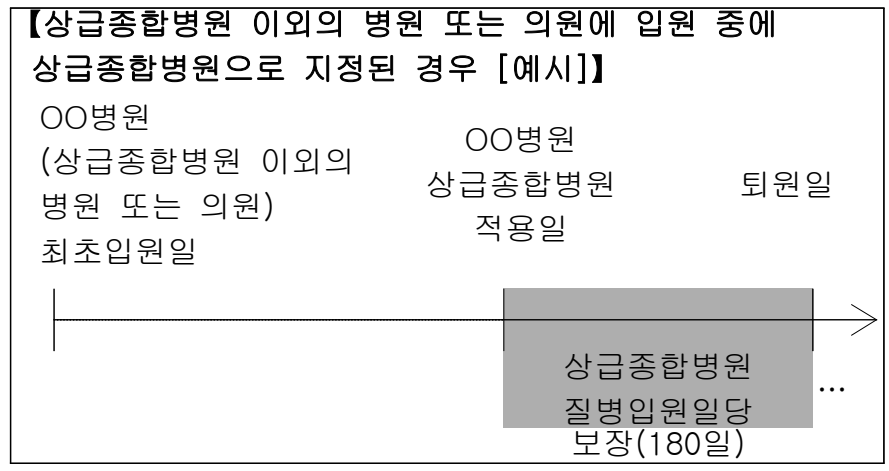 【상급종합병원 이외의 병원 또는 의원에 입원 중에
상급종합병원으로 지정된 경우 [예시]】
OO병원
(상급종합병원 이외의
병원 또는 의원)
최초입원일
OO병원
상급종합병원
적용일
퇴원일
상급종합병원
질병입원일당
보장(180일)
...